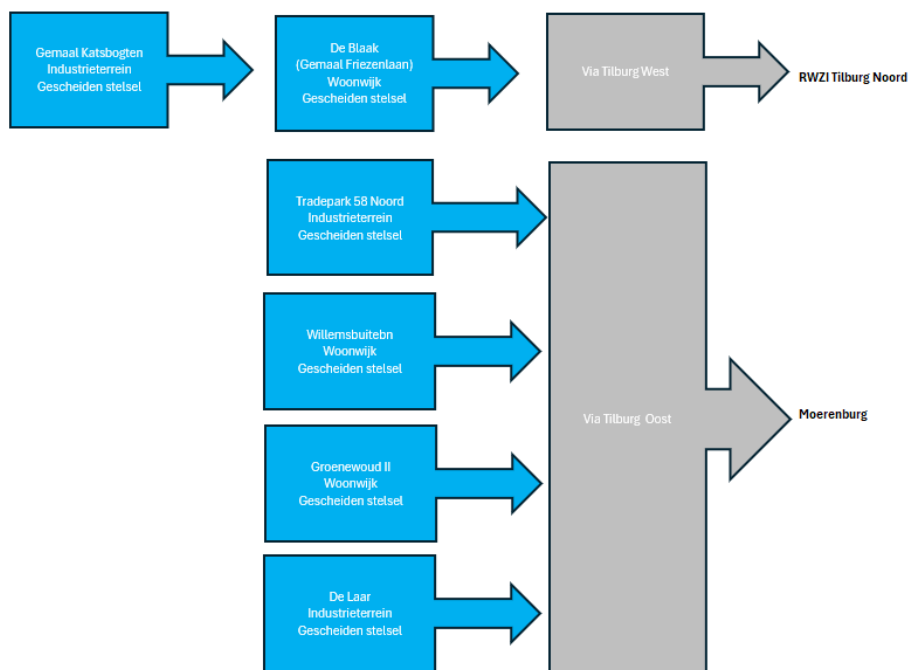 Gemaal Katsbogten
Industrieterrein
Gescheiden stelsel
De Blaak
(Gemaal Friezenlaan)
Woonwijk
Gescheiden stelsel
Via Tilburg West
RWZI Tilburg Noord
Tradepark 58 Noord
Industrieterrein
Gescheiden stelsel
Willemsbuitebn
Woonwijk
Gescheiden stelsel
Via Tilburg Oost
Moerenburg
Groenewoud II
Woonwijk
Gescheiden stelsel
De Laar
Industrieterrein
Gescheiden stelsel